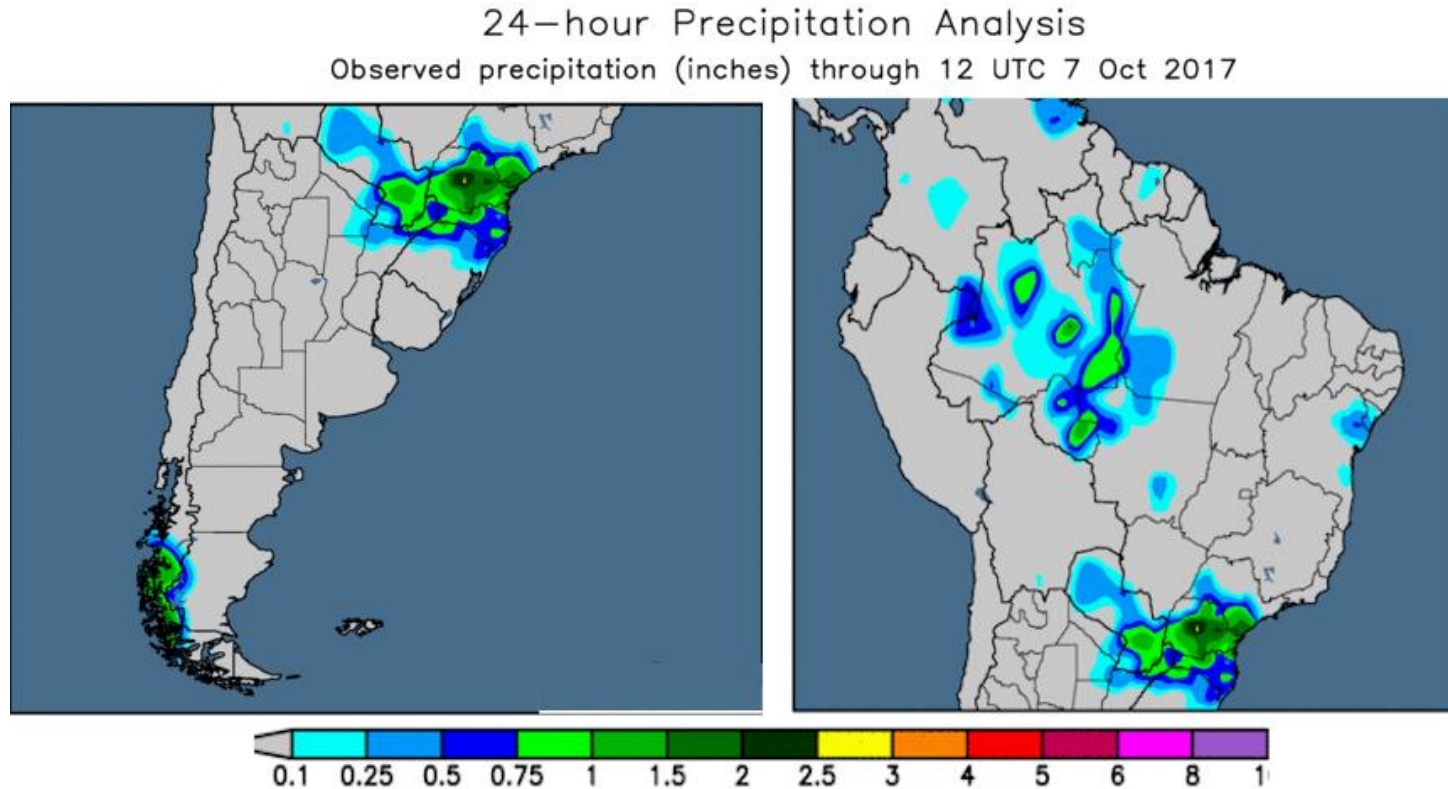 24-hour Precipitation Analysis
Observed precipitation (inches) through 12 UTC 7 Oct 2017
0.1 0.25 0.5 0.75 1 1.5 2 2.5 3 4 5 6 8